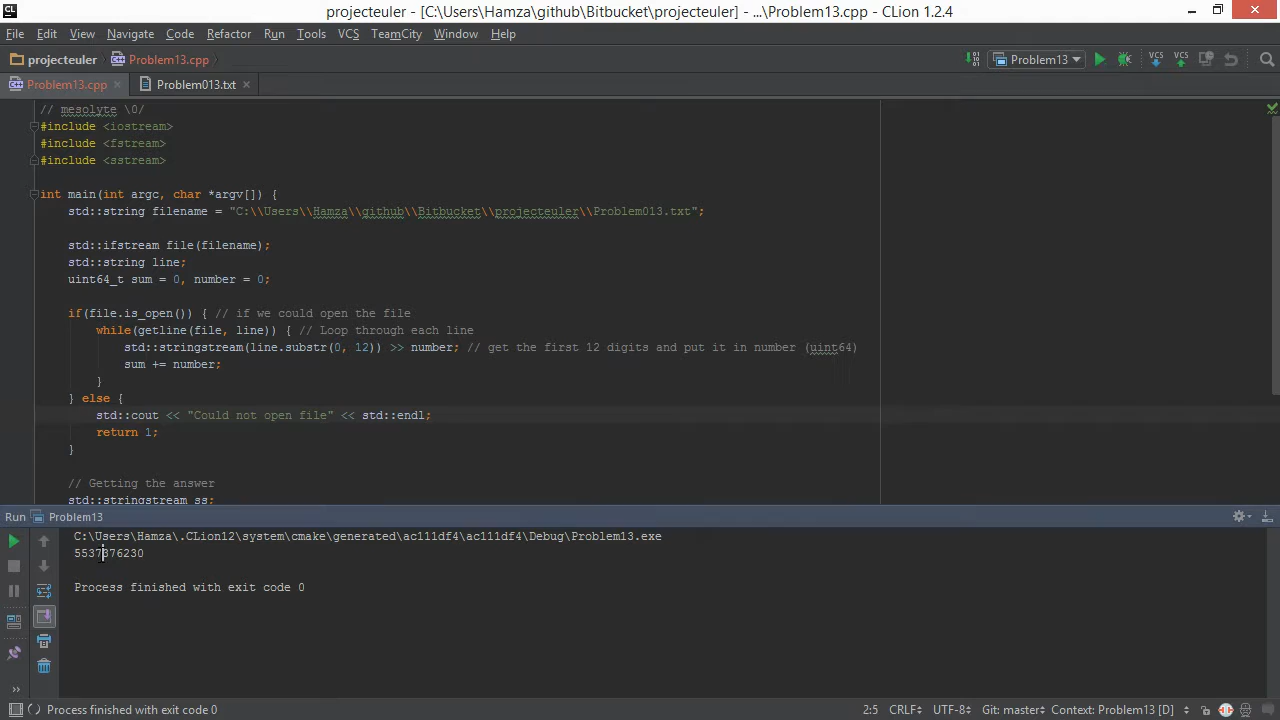 projecteuler - [C:\Users\Hamza\github\Bitbucket\projecteuler] - ...\Problem13.cpp - CLion 1.2.4
File Edit View Navigate Code Refactor Run Tools VCS TeamCity Window Help
projecteuler Problem13.cpp Problem13 VCS VCS
Problem13.cpp Problem013.txt
// mesolyte \0/
#include <iostream>
#include <fstream>
#include <sstream>
int main(int argc, char *argv[]) {
std::string filename = "C:\\Users\\Hamza\\github\\Bitbucket\\projecteuler\\Problem013.txt";
std::ifstream file(filename);
std::string line;
uint64_t sum = 0, number = 0;
if(file.is_open()) { // if we could open the file
while(getline(file, line)) { // Loop through each line
std::stringstream(line.substr(0, 12)) >> number; // get the first 12 digits and put it in number (uint64)
sum += number;
}
} else {
std::cout << "Could not open file" << std::endl;
return 1;
}
// Getting the answer
std::stringstream ss;
Run Problem13
C:\Users\Hamza\.CLion12\system\cmake\generated\ac111df4\ac111df4\Debug\Problem13.exe
5537376230
Process finished with exit code 0
Process finished with exit code 0 2:5 CRLF UTF-8 Git: master Context: Problem13 [D]